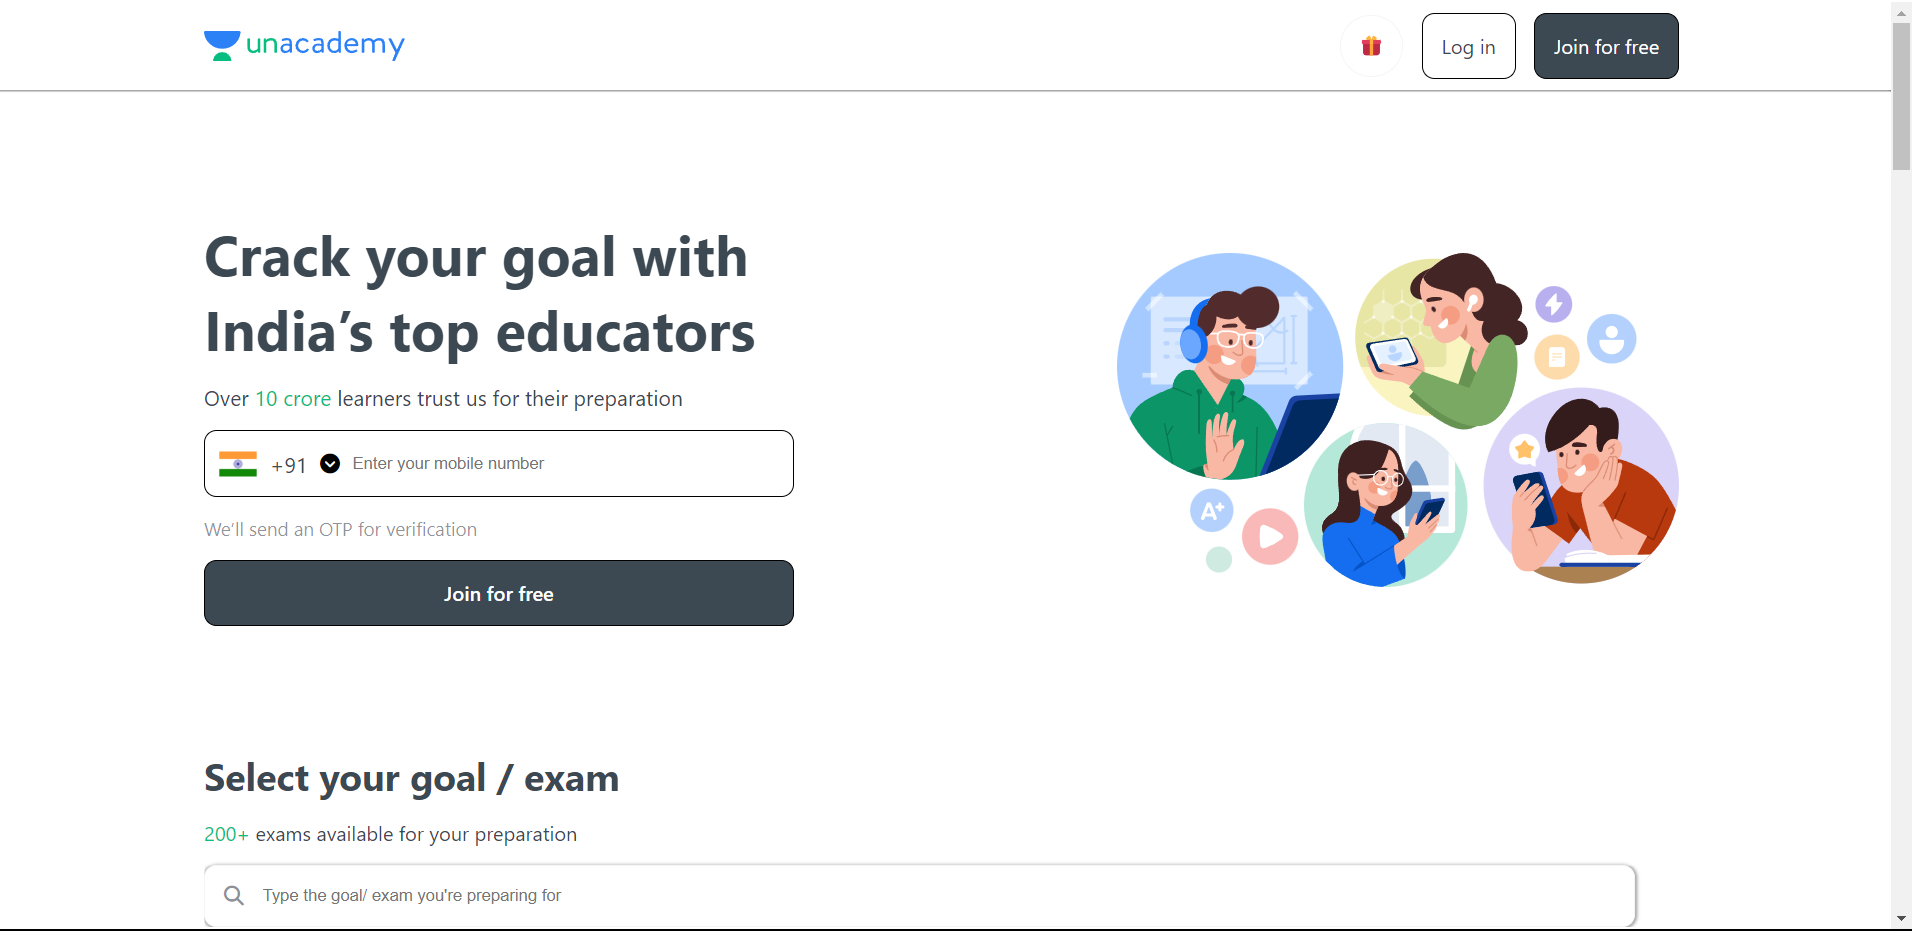 unacademy
Log in
Join for free
Crack your goal with
India’s top educators
Over 10 crore learners trust us for their preparation
+91 Enter your mobile number
We’ll send an OTP for verification
Join for free
A+
Select your goal / exam
200+ exams available for your preparation
Type the goal/ exam you're preparing for